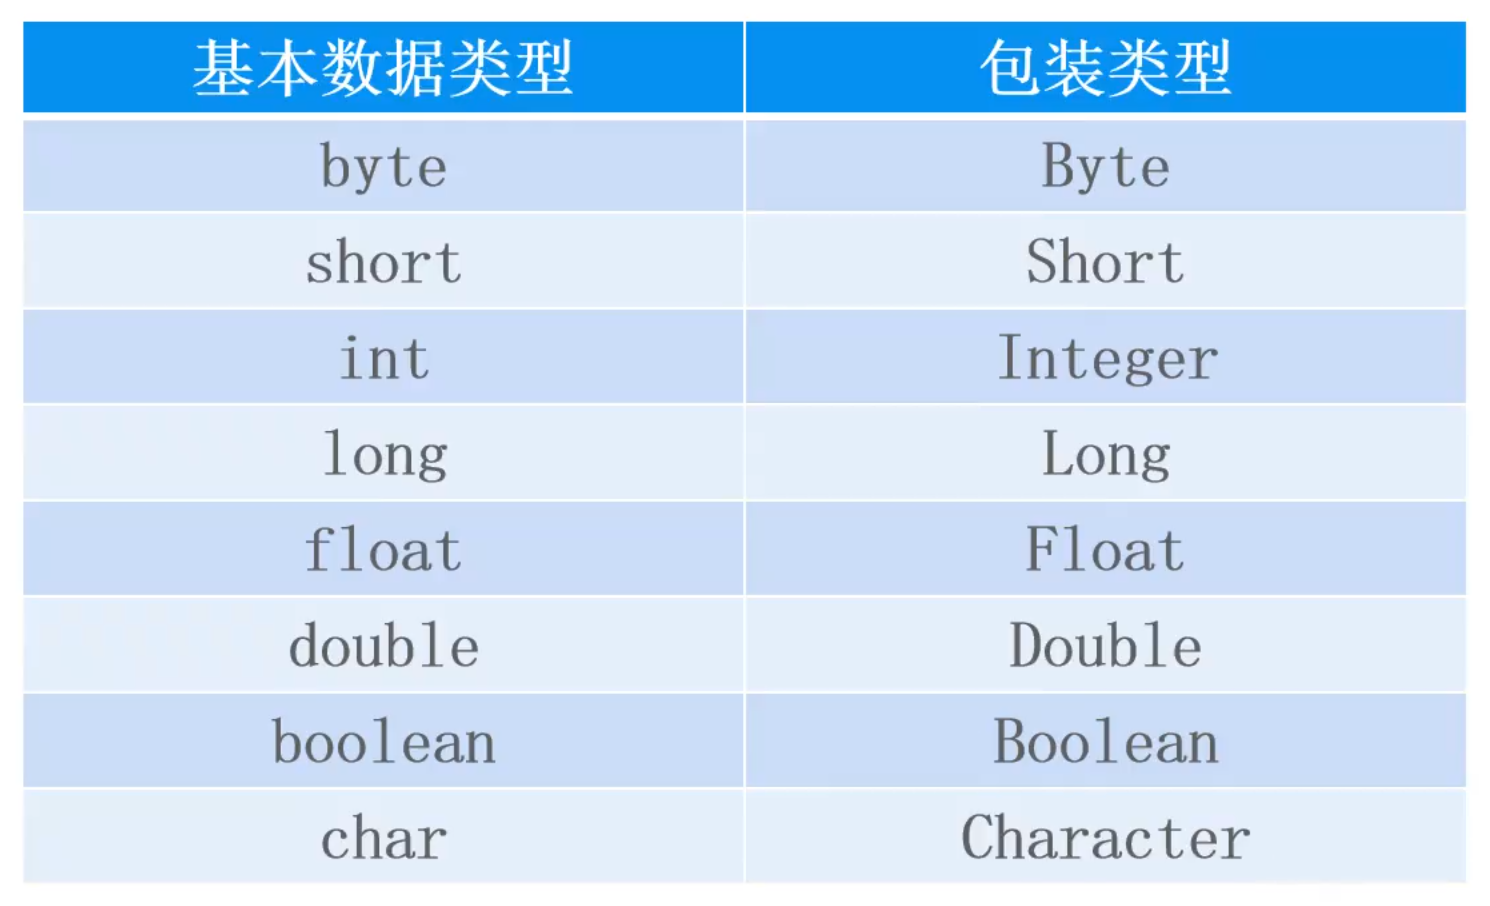 基本数据类型 包装类型
byte Byte
short Short
int Integer
long Long
float Float
double Double
boolean Boolean
char Character